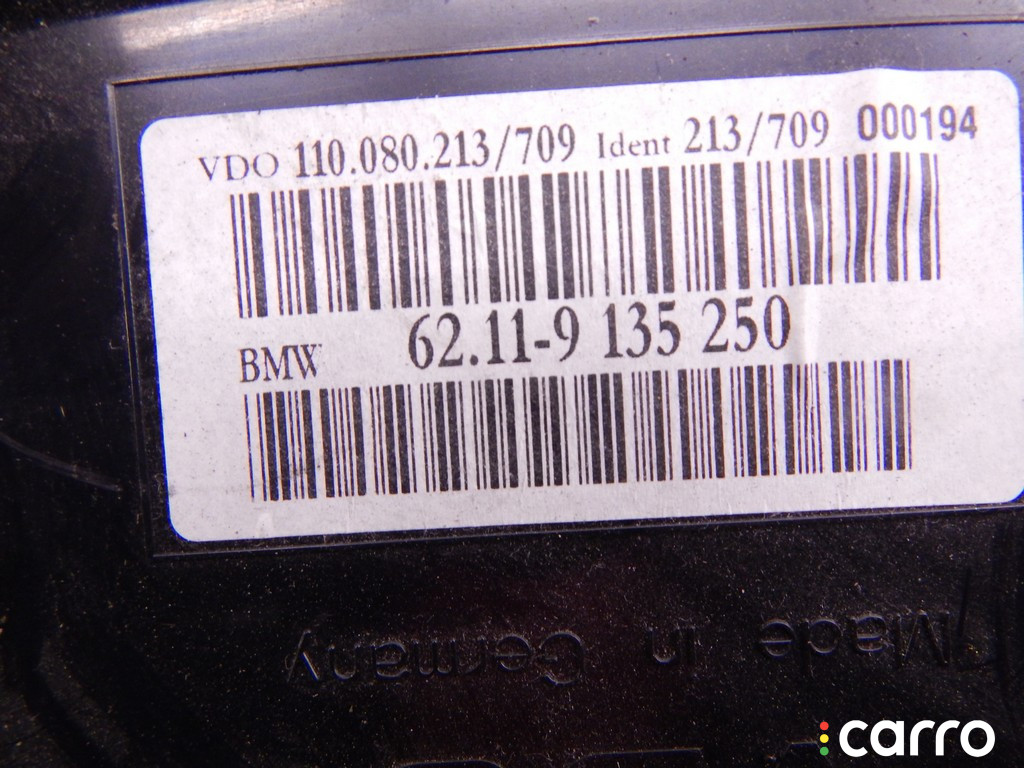 VDO 110.080.213/709 Ident 213/709 000194
BMW 62.11-9 135 250
Made in Germany
carro